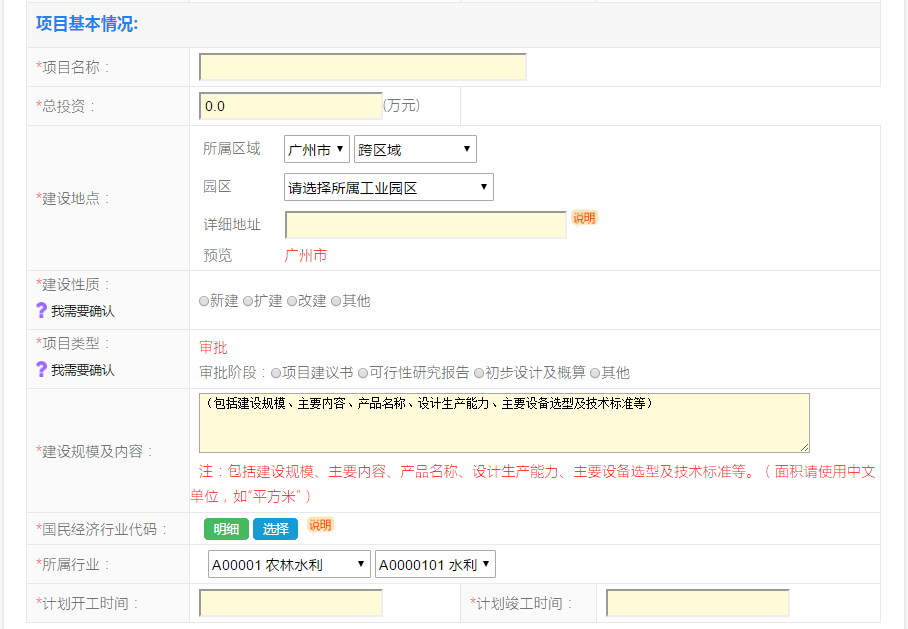 项目基本情况:
*项目名称：
*总投资： 0.0 (万元)
*建设地点：
所属区域 广州市 跨区域
园区 请选择所属工业园区
详细地址 说明
预览 广州市
*建设性质：
?我需要确认
新建 扩建 改建 其他
*项目类型：
?我需要确认
审批
审批阶段：项目建议书 可行性研究报告 初步设计及概算 其他
*建设规模及内容：
（包括建设规模、主要内容、产品名称、设计生产能力、主要设备选型及技术标准等）
注：包括建设规模、主要内容、产品名称、设计生产能力、主要设备选型及技术标准等。（面积请使用中文
单位，如“平方米”）
*国民经济行业代码： 明细 选择 说明
*所属行业： A00001 农林水利 A0000101 水利
*计划开工时间： *计划竣工时间：